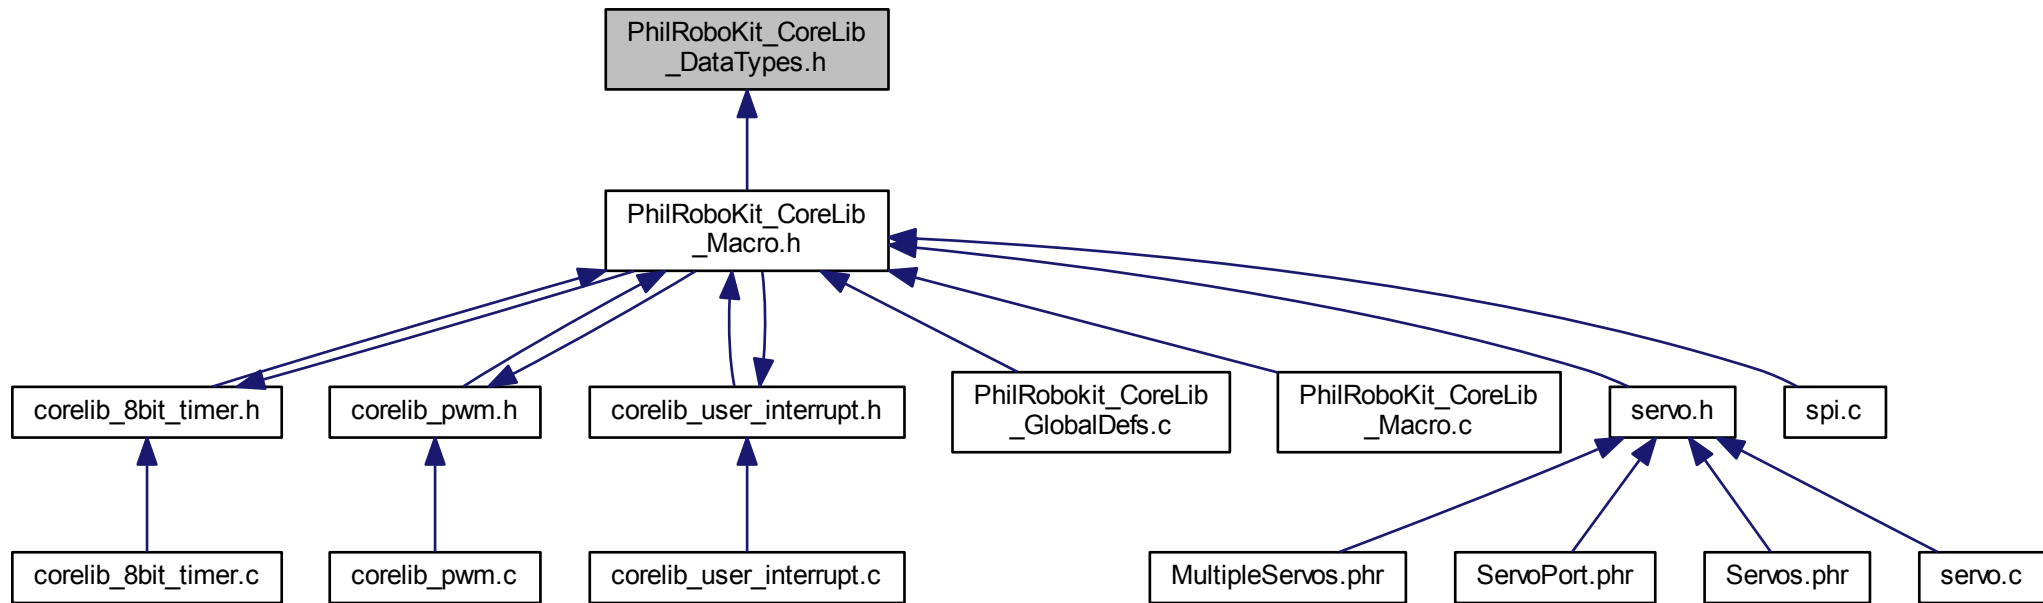 PhilRoboKit_CoreLib
_DataTypes.h
PhilRoboKit_CoreLib
_Macro.h
corelib_8bit_timer.h
corelib_pwm.h
corelib_user_interrupt.h
PhilRobokit_CoreLib
_GlobalDefs.c
PhilRoboKit_CoreLib
_Macro.c
servo.h
spi.c
corelib_8bit_timer.c
corelib_pwm.c
corelib_user_interrupt.c
MultipleServos.phr
ServoPort.phr
Servos.phr
servo.c